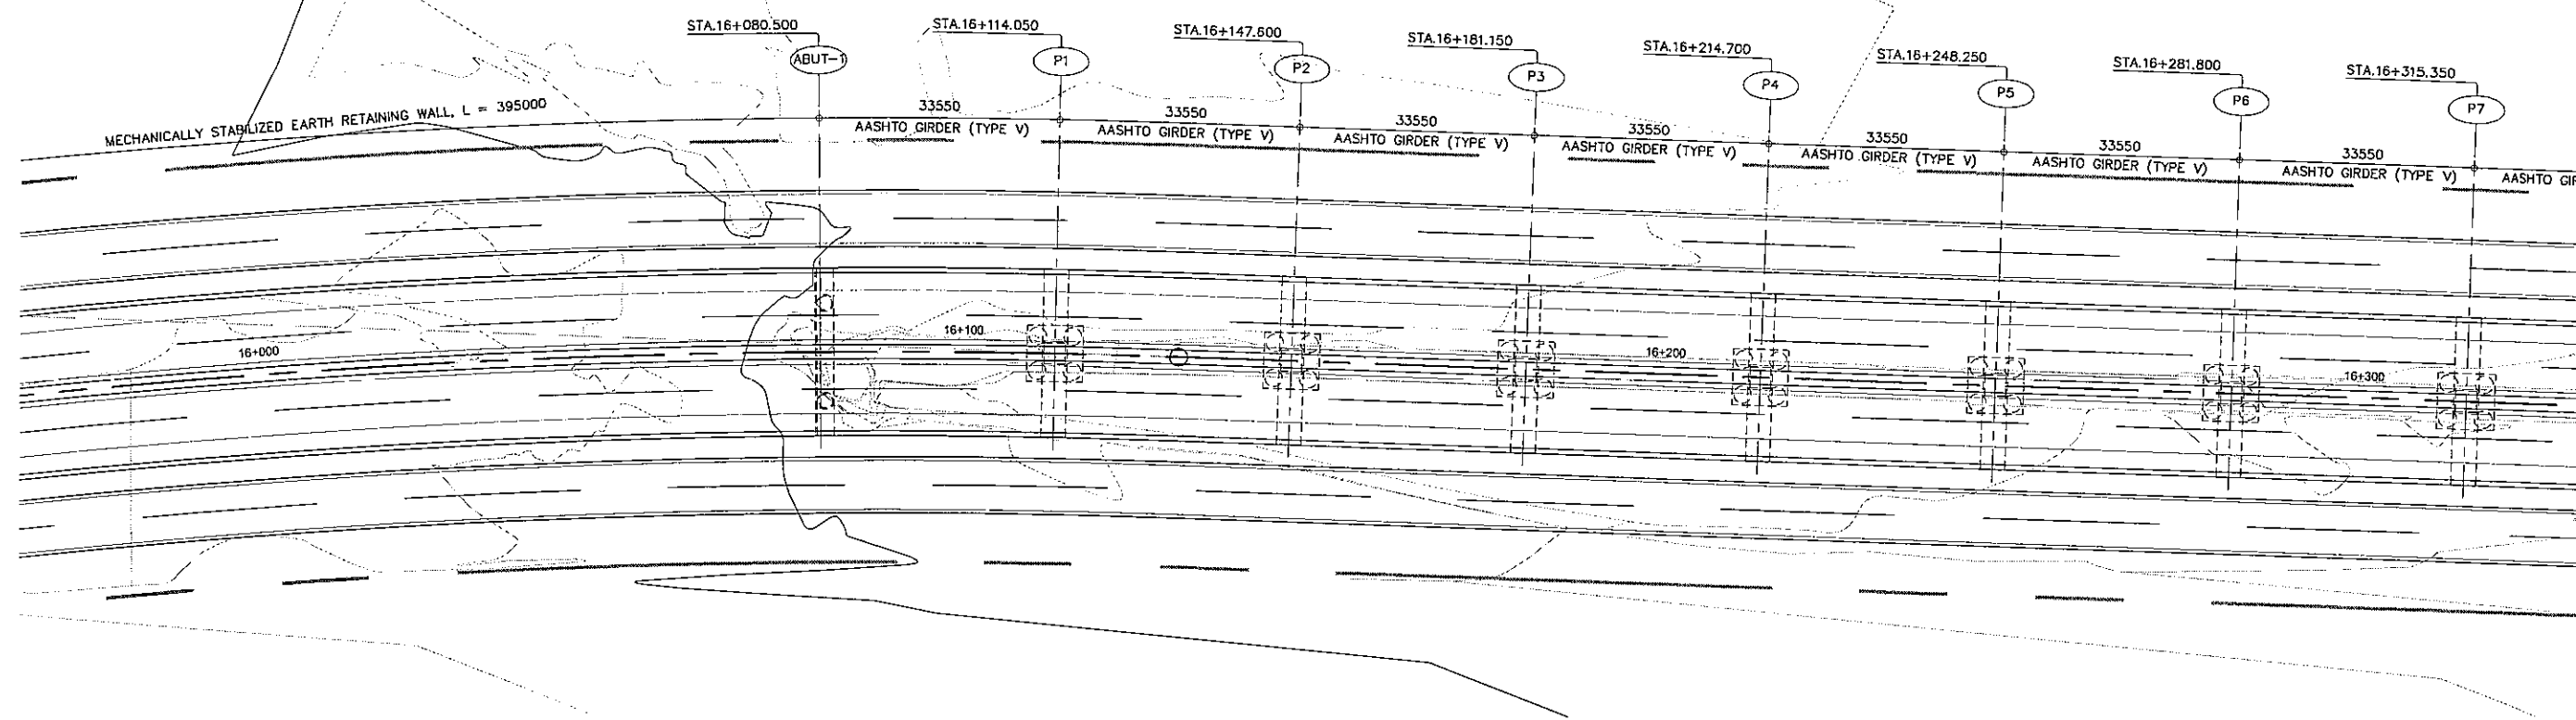 STA.16+080.500
STA.16+114.050
STA.16+147.600
STA.16+181.150
STA.16+214.700
STA.16+248.250
STA.16+281.800
STA.16+315.350
ABUT-1
P1
P2
P3
P4
P5
P6
P7
MECHANICALLY STABILIZED EARTH RETAINING WALL, L = 395000
33550
AASHTO GIRDER (TYPE V)
33550
AASHTO GIRDER (TYPE V)
33550
AASHTO GIRDER (TYPE V)
33550
AASHTO GIRDER (TYPE V)
33550
AASHTO GIRDER (TYPE V)
33550
AASHTO GIRDER (TYPE V)
33550
AASHTO GIRDER (TYPE V)
AASHTO GIR
16+000
16+100
16+200
16+300